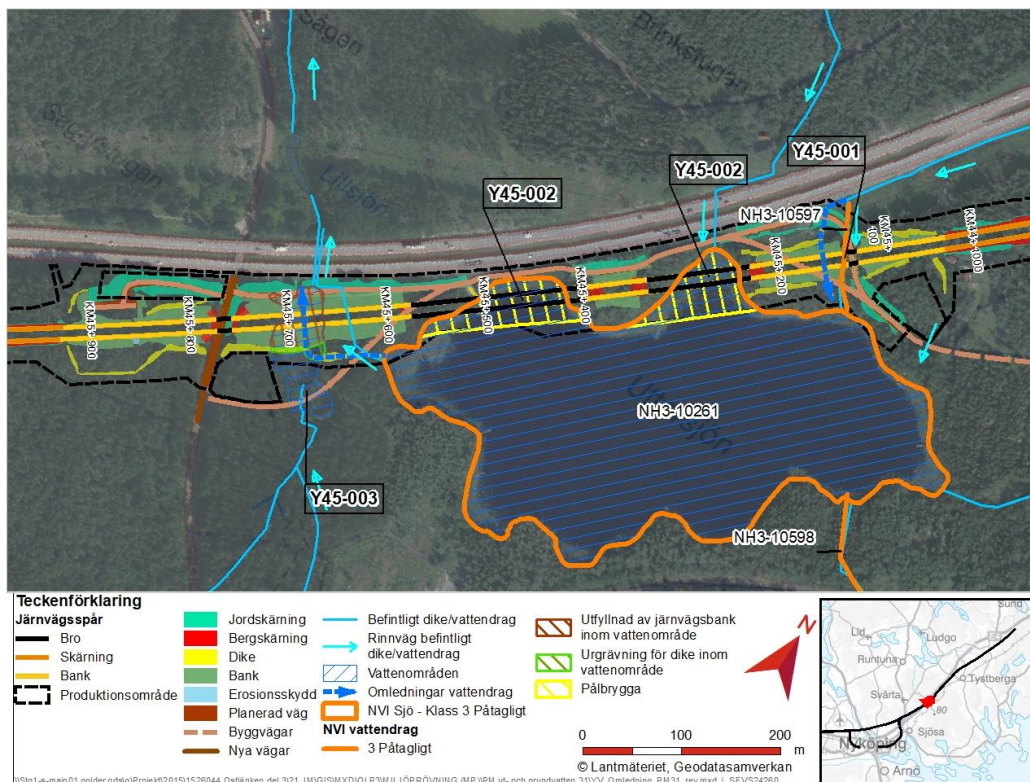 Sågen
Brinkstugan
Lillsjön
Y45-002
Y45-002
Y45-001
NH3-10597
KM45+900
KM45+800
KM45+700
KM45+600
KM45+500
KM45+400
KM45+200
KM45+100
KM44+1000
NH3-10261
Lillsjön
Y45-003
NH3-10598
Teckenförklaring
Järnvägsspår
Bro
Skärning
Bank
Produktionsområde
Jordskärning
Bergskärning
Dike
Bank
Erosionsskydd
Planerad väg
Byggvägar
Nya vägar
Befintligt dike/vattendrag
Rinnväg befintligt
dike/vattendrag
Vattenområden
Omledningar vattendrag
NVI Sjö - Klass 3 Påtagligt
NVI vattendrag
3 Påtagligt
Utfyllnad av järnvägsbank
inom vattenområde
Urgrävning för dike inom
vattenområde
Pålbrygga
N
0 100 200
m
© Lantmäteriet, Geodatasamverkan
Sund
Lid
Ludgo
Runtuna
Tystberga
Svärta
80
Sjösa
Nyköping
Arnö